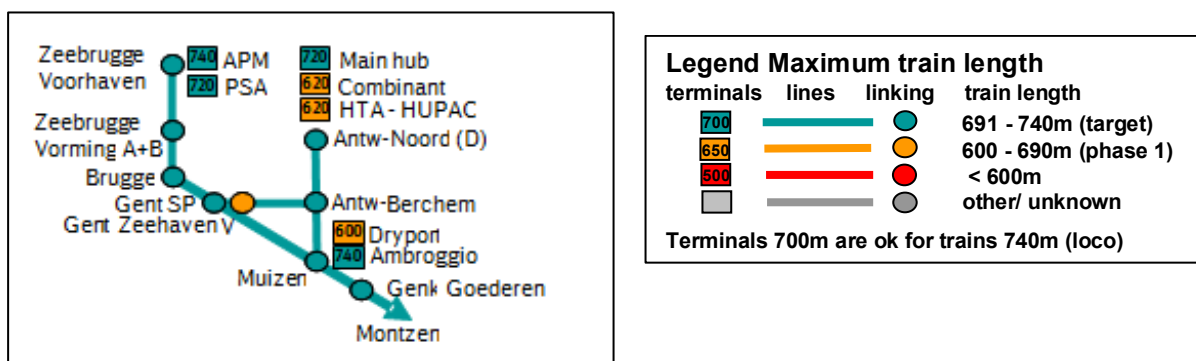 Zeebrugge
Voorhaven
740 APM
720 PSA
720 Main hub
620 Combinant
620 HTA - HUPAC
Zeebrugge
Vorming A+B
Antw-Noord (D)
Brugge
Gent SP
Gent Zeehaven V
Antw-Berchem
600 Dryport
740 Ambroggio
Muizen
Genk Goederen
Montzen
Legend Maximum train length
terminals lines linking train length
700 691 - 740m (target)
650 600 - 690m (phase 1)
500 < 600m
other/ unknown
Terminals 700m are ok for trains 740m (loco)